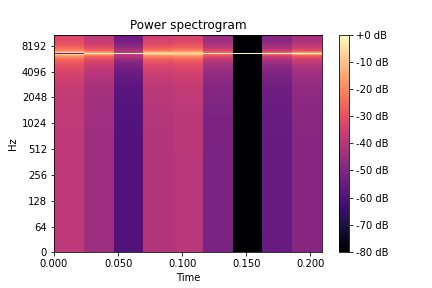 Power spectrogram
+0 dB
8192
-10 dB
4096
-20 dB
2048
-30 dB
1024
Hz
512
-40 dB
256
-50 dB
128
-60 dB
64
-70 dB
0
-80 dB
0.000
0.050
0.100
0.150
0.200
Time